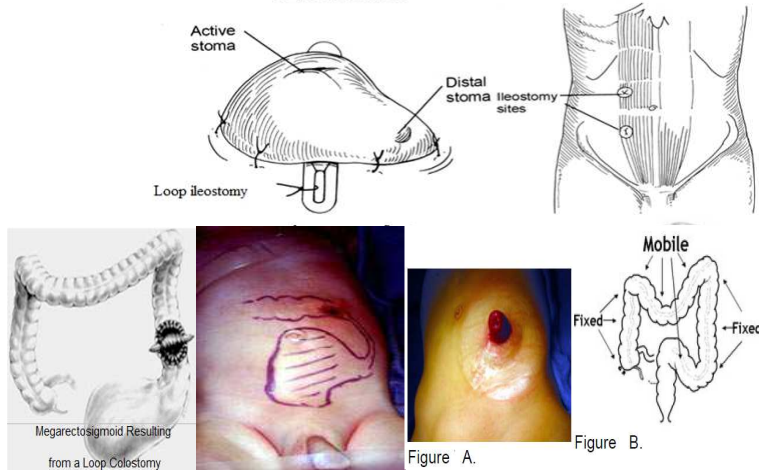 Active
stoma
Distal
stoma
Ileostomy
sites
Loop ileostomy
Mobile
Fixed
Fixed
Megarectosigmoid Resulting
from a Loop Colostomy
Figure A.
Figure B.